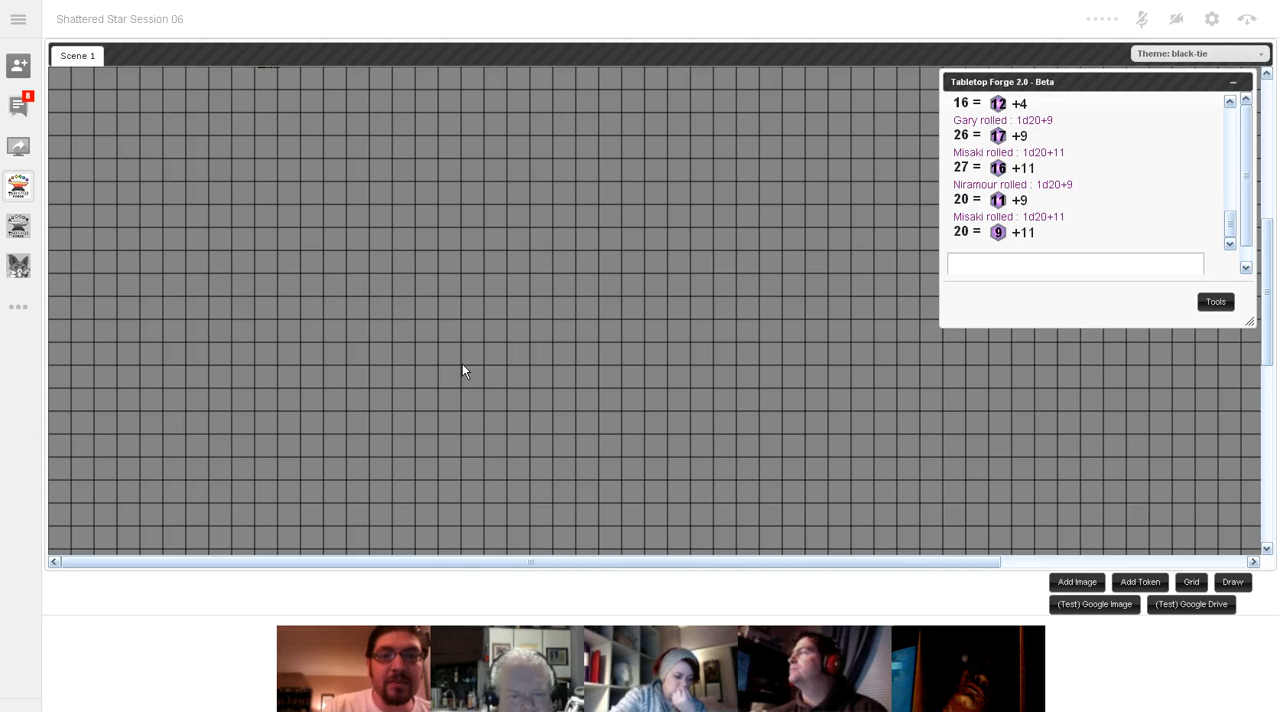 Shattered Star Session 06
Scene 1
Theme: black-tie
8
Tabletop Forge 2.0 - Beta
16 = 12 +4
Gary rolled : 1d20+9
26 = 17 +9
Misaki rolled : 1d20+11
27 = 16 +11
Niramour rolled : 1d20+9
20 = 11 +9
Misaki rolled : 1d20+11
20 = 9 +11
Tools
Add Image
Add Token
Grid
Draw
(Test) Google Image
(Test) Google Drive